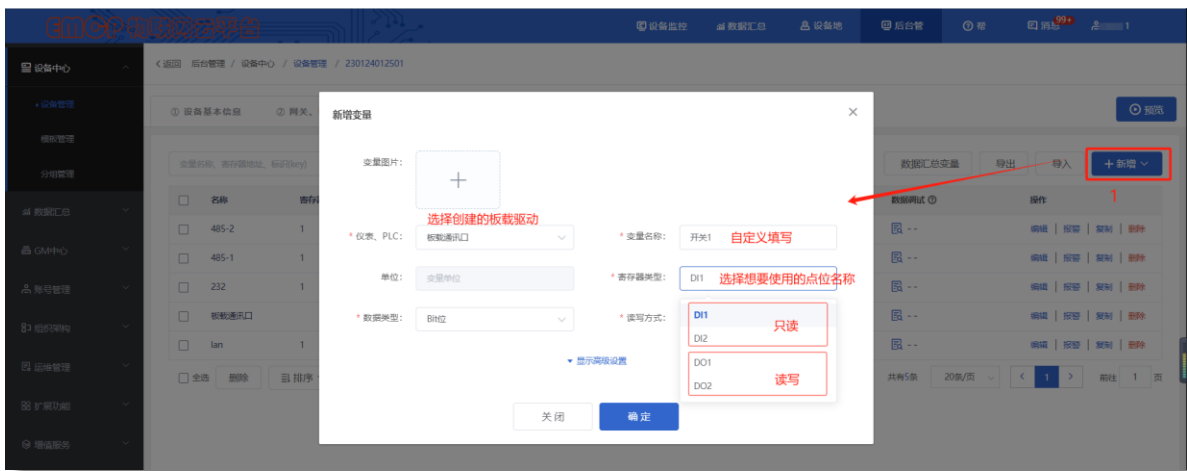 EMCP物联网云平台
设备监控
数据汇总
设备地
后台管
帮
消息
99+
1
设备中心
设备管理
模板管理
分组管理
数据汇总
GM中心
账号管理
组织架构
运维管理
扩展功能
增值服务
返回 后台管理 / 设备中心 / 设备管理 / 230124012501
① 设备基本信息
② 网关、
预览
变量名称、寄存器地址、标识(key)
数据汇总变量
导出
导入
+ 新增
1
名称
寄存
数据调试
操作
485-2 1 -- 编辑 | 报警 | 复制 | 删除
485-1 1 -- 编辑 | 报警 | 复制 | 删除
232 1 -- 编辑 | 报警 | 复制 | 删除
板载通讯口 -- 编辑 | 报警 | 复制 | 删除
lan 1 -- 编辑 | 报警 | 复制 | 删除
全选 删除 排序
共有5条 20条/页 < 1 > 前往 1 页
新增变量
变量图片:
选择创建的板载驱动
* 仪表、PLC: 板载通讯口
* 变量名称: 开关1 自定义填写
单位: 变量单位
* 寄存器类型: DI1 选择想要使用的点位名称
* 数据类型: Bit位
* 读写方式:
DI1
DI2
只读
DO1
DO2
读写
显示高级设置
关闭
确定